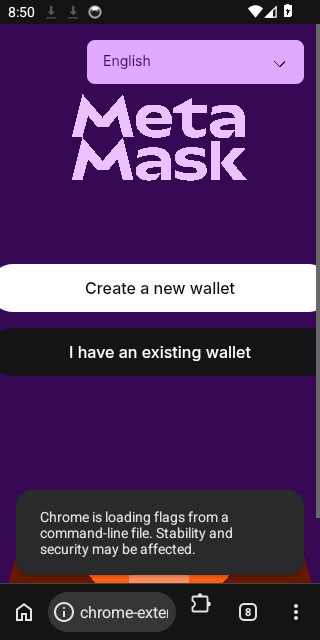 8:50
English
Meta
Mask
Create a new wallet
I have an existing wallet
Chrome is loading flags from a
command-line file. Stability and
security may be affected.
chrome-exte
8